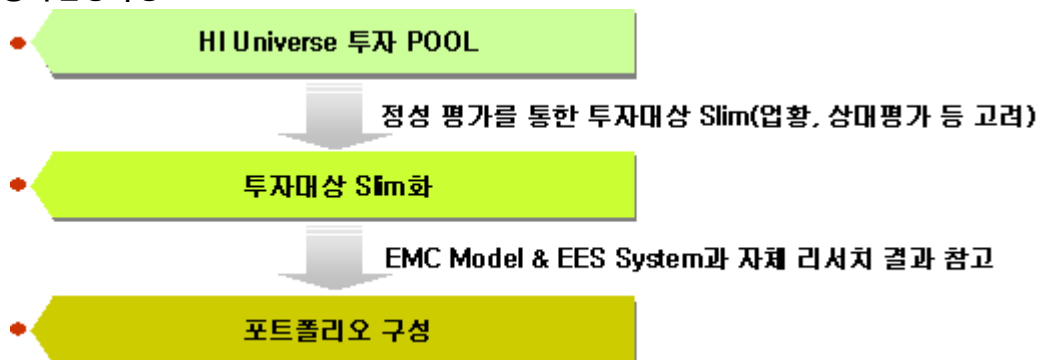 HI Universe 투자 POOL
정성 평가를 통한 투자대상 Slim(업황, 상대평가 등 고려)
투자대상 Slim화
EMC Model & EES System과 자체 리서치 결과 참고
포트폴리오 구성